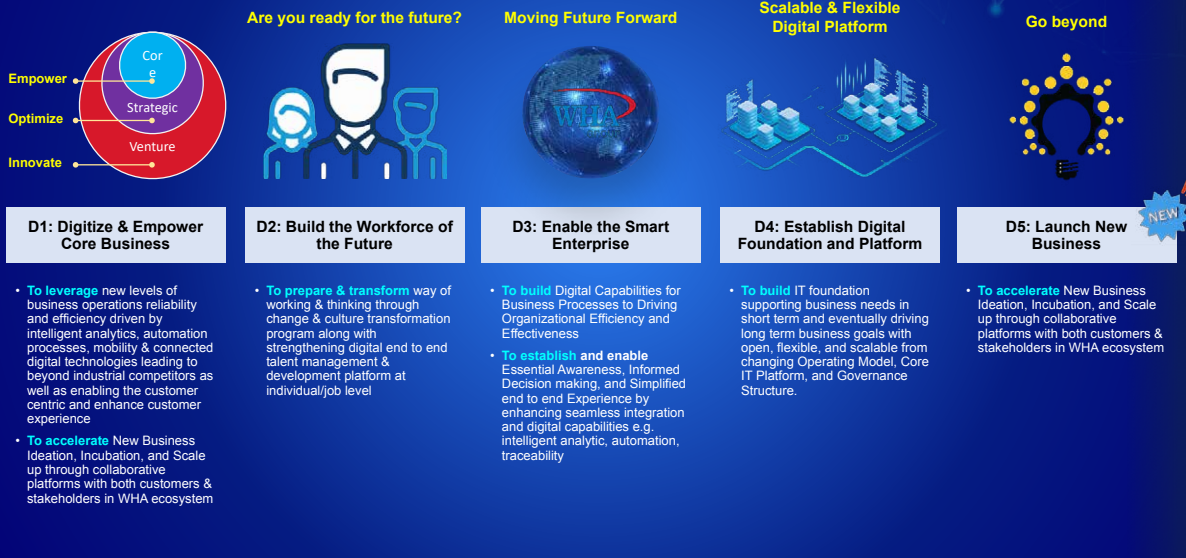 Are you ready for the future?
Moving Future Forward
Scalable & Flexible
Digital Platform
Go beyond
Empower
Optimize
Innovate
Cor
e
Strategic
Venture
WHA
D1: Digitize & Empower
Core Business
D2: Build the Workforce of
the Future
D3: Enable the Smart
Enterprise
D4: Establish Digital
Foundation and Platform
D5: Launch New
Business
NEW
• To leverage new levels of
business operations reliability
and efficiency driven by
intelligent analytics, automation
processes, mobility & connected
digital technologies leading to
beyond industrial competitors as
well as enabling the customer
centric and enhance customer
experience
• To accelerate New Business
Ideation, Incubation, and Scale
up through collaborative
platforms with both customers &
stakeholders in WHA ecosystem
• To prepare & transform way of
working & thinking through
change & culture transformation
program along with
strengthening digital end to end
talent management &
development platform at
individual/job level
• To build Digital Capabilities for
Business Processes to Driving
Organizational Efficiency and
Effectiveness
• To establish and enable
Essential Awareness, Informed
Decision making, and Simplified
end to end Experience by
enhancing seamless integration
and digital capabilities e.g.
intelligent analytic, automation,
traceability
• To build IT foundation
supporting business needs in
short term and eventually driving
long term business goals with
open, flexible, and scalable from
changing Operating Model, Core
IT Platform, and Governance
Structure.
• To accelerate New Business
Ideation, Incubation, and Scale
up through collaborative
platforms with both customers &
stakeholders in WHA ecosystem